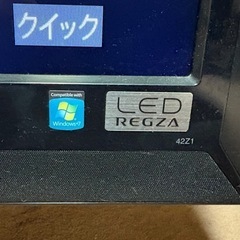 クイック
Compatible with
Windows 7
LED
REGZA
42Z1